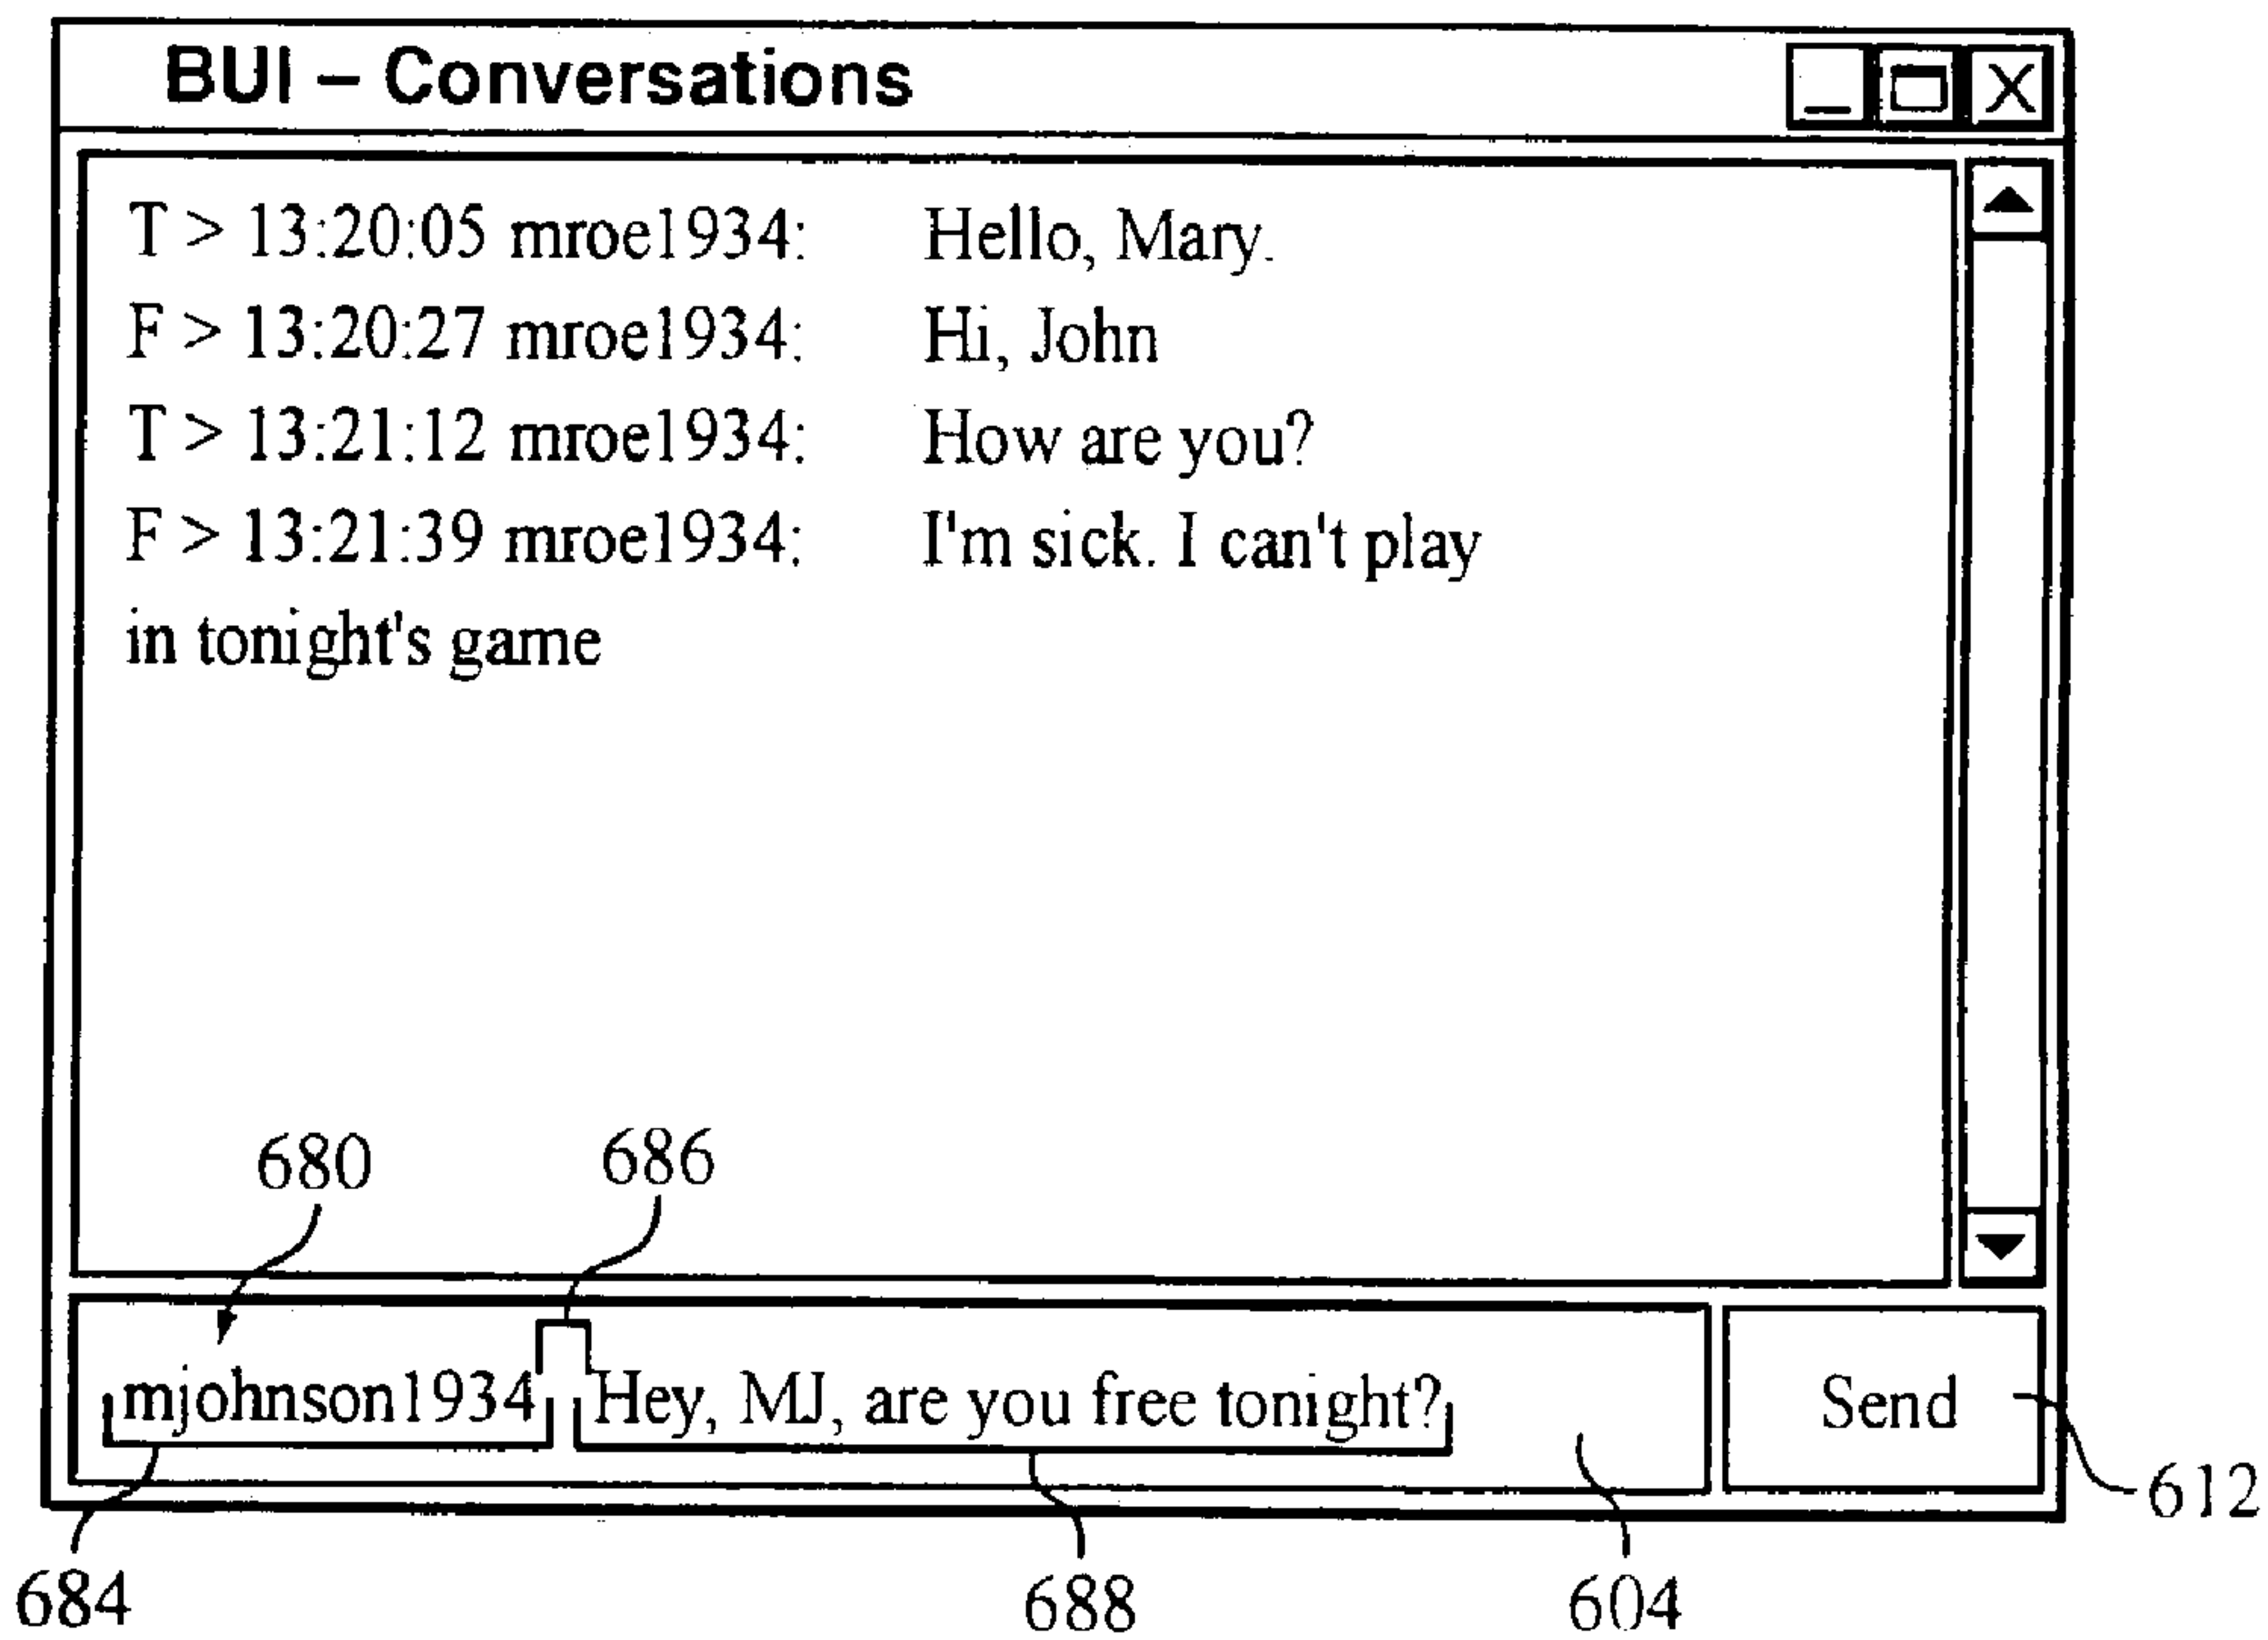 BUI – Conversations
T > 13:20:05 mroe1934: Hello, Mary.
F > 13:20:27 mroe1934: Hi, John
T > 13:21:12 mroe1934: How are you?
F > 13:21:39 mroe1934: I'm sick. I can't play
in tonight's game
680 686
mjohnson1934 Hey, MJ, are you free tonight? Send
612
684 688 604